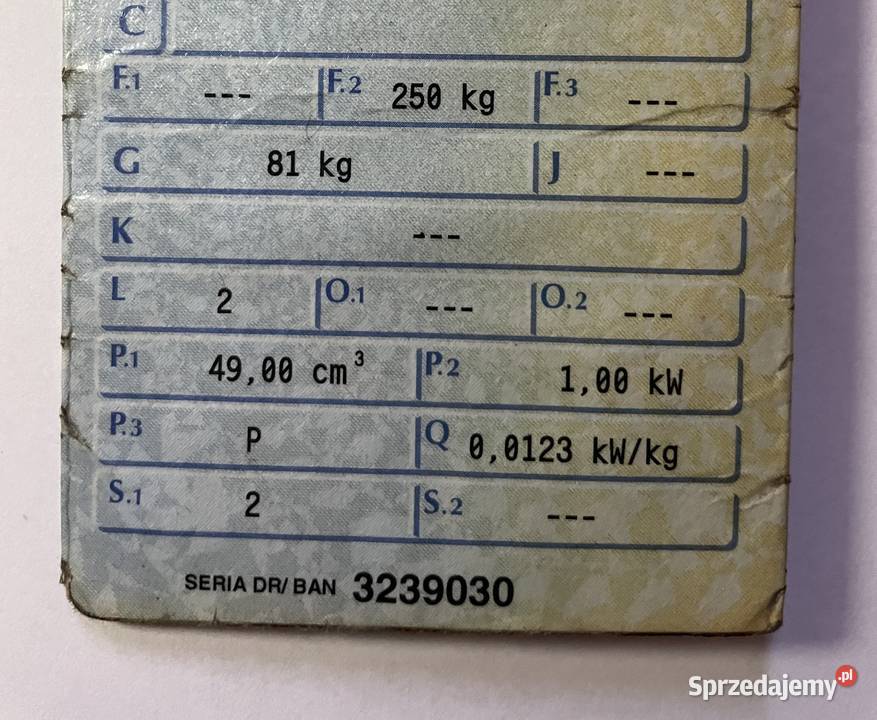 C
F.1 --- F.2 250 kg F.3 ---
G 81 kg J ---
K ---
L 2 O.1 --- O.2 ---
P.1 49,00 cm³ P.2 1,00 kW
P.3 P Q 0,0123 kW/kg
S.1 2 S.2 ---
SERIA DR/ BAN 3239030
Sprzedajemy.pl